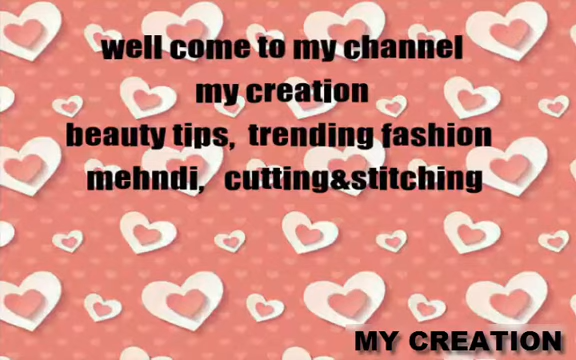 well come to my channel
my creation
beauty tips, trending fashion
mehndi, cutting&stitching
MY CREATION